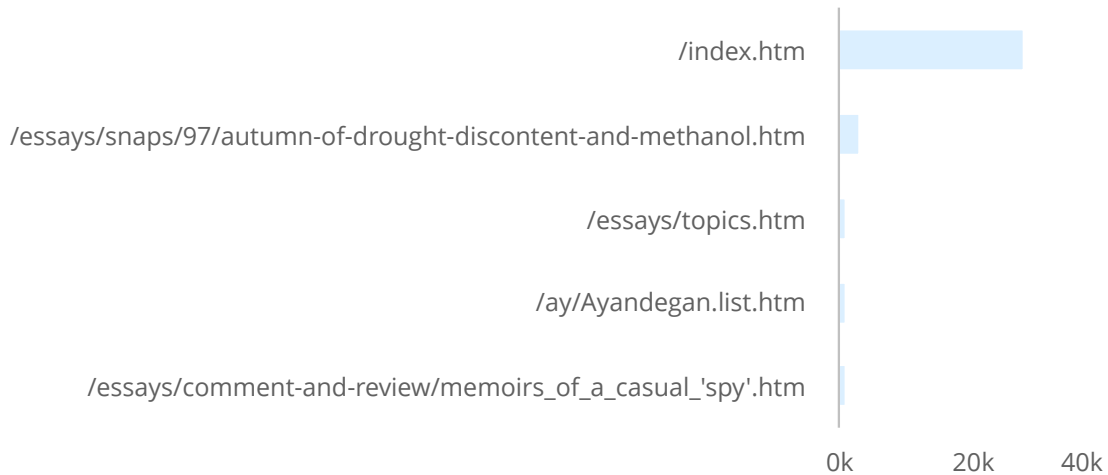 /index.htm
/essays/snaps/97/autumn-of-drought-discontent-and-methanol.htm
/essays/topics.htm
/ay/Ayandegan.list.htm
/essays/comment-and-review/memoirs_of_a_casual_'spy'.htm
0k 20k 40k